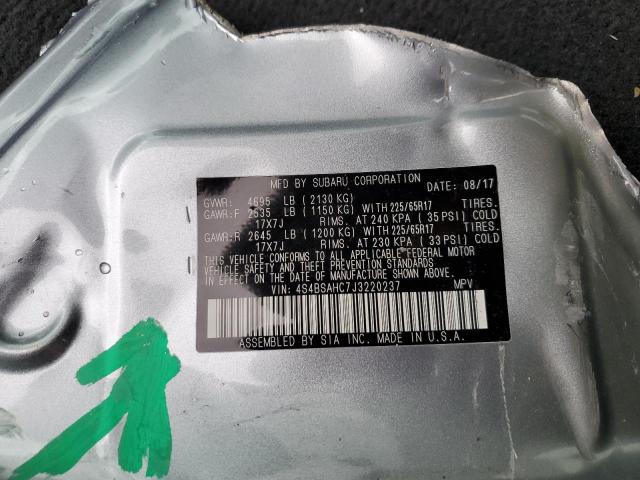 MFD BY SUBARU CORPORATION DATE: 08/17
GVWR: 4695 LB (2130 KG)
GAWR:F 2535 LB (1150 KG) WITH 225/65R17 TIRES.
17X7J RIMS. AT 240 KPA (35 PSI) COLD
GAWR:R 2645 LB (1200 KG) WITH 225/65R17 TIRES.
17X7J RIMS. AT 230 KPA (33 PSI) COLD
THIS VEHICLE CONFORMS TO ALL APPLICABLE FEDERAL MOTOR
VEHICLE SAFETY AND THEFT PREVENTION STANDARDS IN EFFECT
ON THE DATE OF MANUFACTURE SHOWN ABOVE.
VIN: 4S4BSAHC7J3220237 MPV
ASSEMBLED BY SIA INC. MADE IN U.S.A.